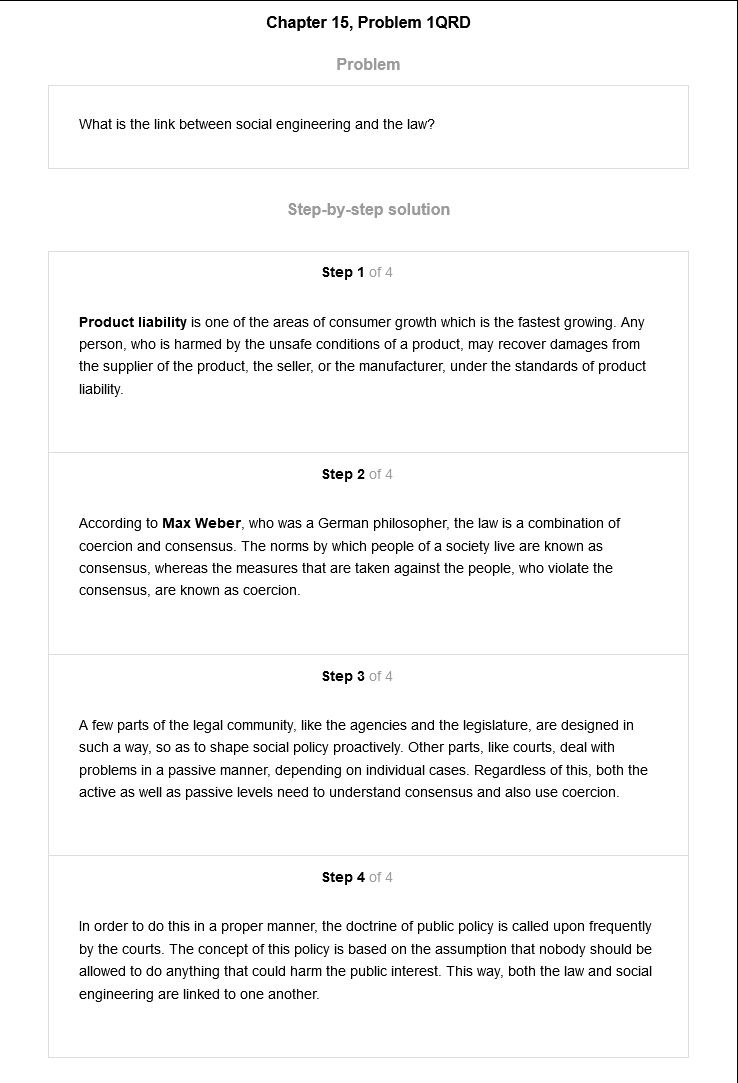 Chapter 15, Problem 1QRD
Problem
What is the link between social engineering and the law?
Step-by-step solution
Step 1 of 4
Product liability is one of the areas of consumer growth which is the fastest growing. Any
person, who is harmed by the unsafe conditions of a product, may recover damages from
the supplier of the product, the seller, or the manufacturer, under the standards of product
liability.
Step 2 of 4
According to Max Weber, who was a German philosopher, the law is a combination of
coercion and consensus. The norms by which people of a society live are known as
consensus, whereas the measures that are taken against the people, who violate the
consensus, are known as coercion.
Step 3 of 4
A few parts of the legal community, like the agencies and the legislature, are designed in
such a way, so as to shape social policy proactively. Other parts, like courts, deal with
problems in a passive manner, depending on individual cases. Regardless of this, both the
active as well as passive levels need to understand consensus and also use coercion.
Step 4 of 4
In order to do this in a proper manner, the doctrine of public policy is called upon frequently
by the courts. The concept of this policy is based on the assumption that nobody should be
allowed to do anything that could harm the public interest. This way, both the law and social
engineering are linked to one another.